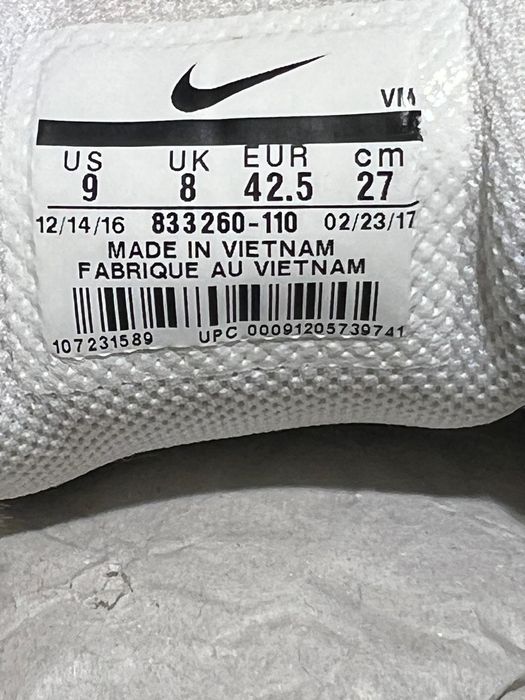 VM
US UK EUR cm
9 8 42.5 27
12/14/16 833260-110 02/23/17
MADE IN VIETNAM
FABRIQUE AU VIETNAM
107231589 UPC 00091205739741